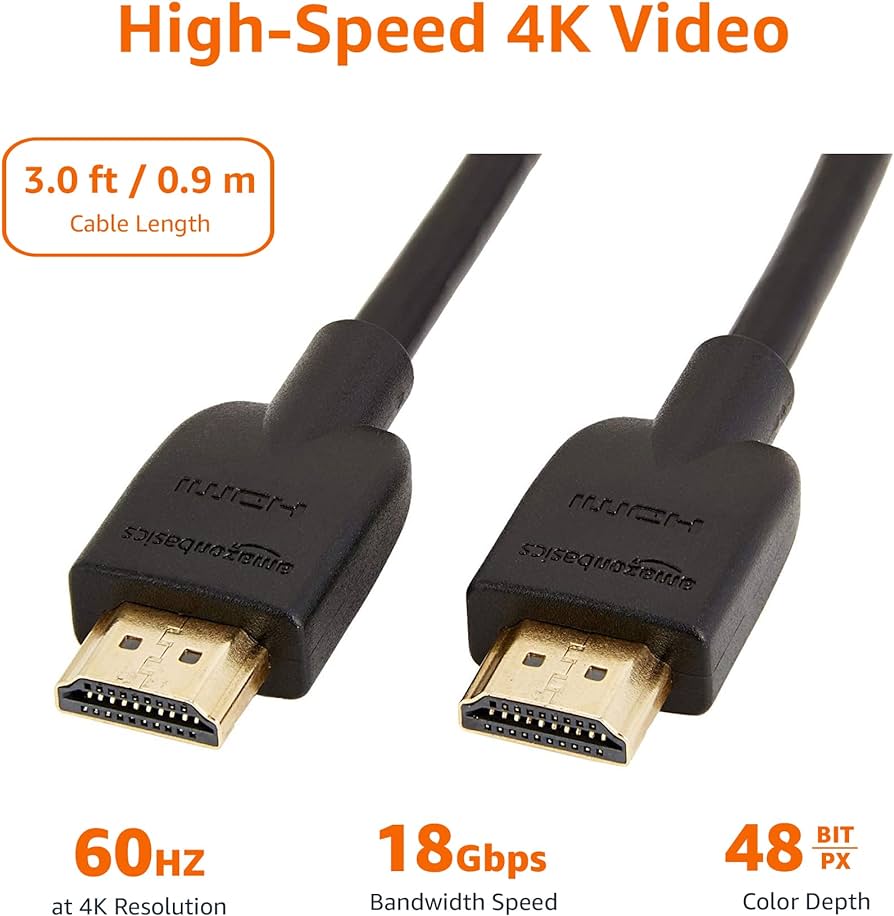 High-Speed 4K Video
3.0 ft / 0.9 m
Cable Length
HDMI
amazonbasics
HDMI
amazonbasics
60HZ
at 4K Resolution
18Gbps
Bandwidth Speed
48 BIT/PX
Color Depth